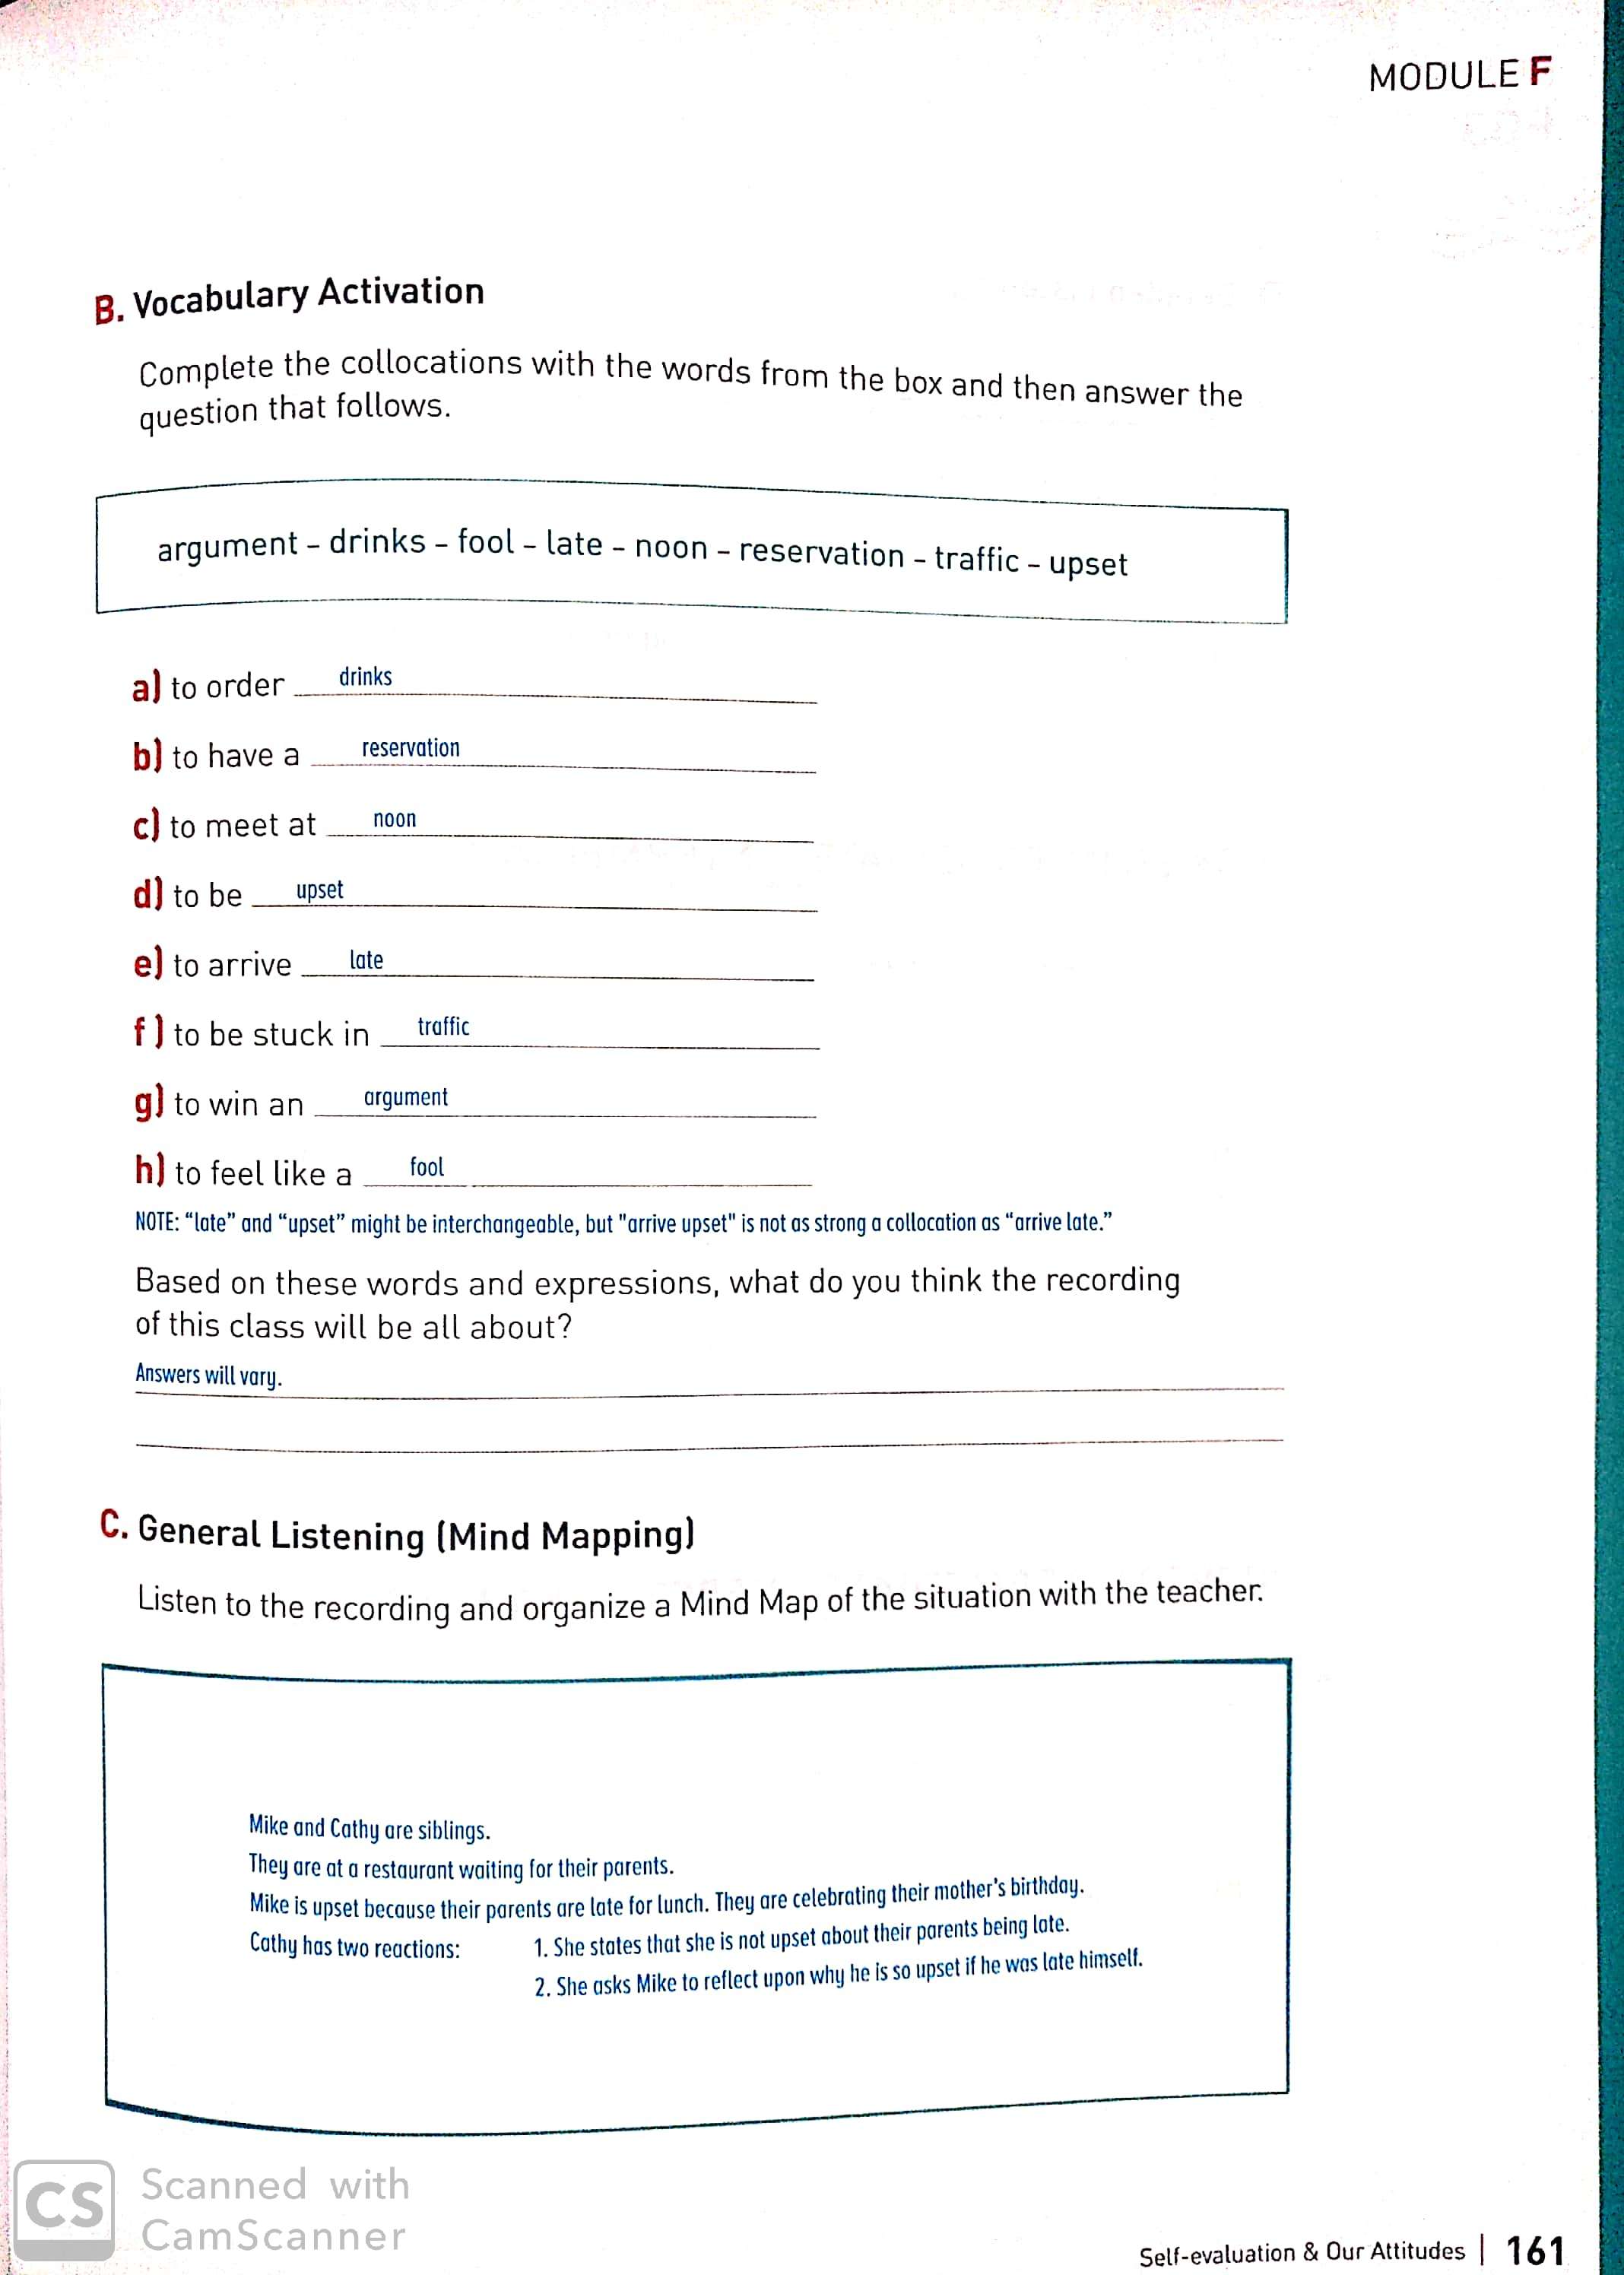 MODULE F
B. Vocabulary Activation
Complete the collocations with the words from the box and then answer the
question that follows.
argument – drinks – fool – late – noon – reservation – traffic – upset
a) to order drinks
b) to have a reservation
c) to meet at noon
d) to be upset
e) to arrive late
f) to be stuck in traffic
g) to win an argument
h) to feel like a fool
NOTE: “late” and “upset” might be interchangeable, but "arrive upset" is not as strong a collocation as “arrive late.”
Based on these words and expressions, what do you think the recording
of this class will be all about?
Answers will vary.
C. General Listening (Mind Mapping)
Listen to the recording and organize a Mind Map of the situation with the teacher.
Mike and Cathy are siblings.
They are at a restaurant waiting for their parents.
Mike is upset because their parents are late for lunch. They are celebrating their mother's birthday.
Cathy has two reactions: 1. She states that she is not upset about their parents being late.
2. She asks Mike to reflect upon why he is so upset if he was late himself.
CS Scanned with
CamScanner
Self-evaluation & Our Attitudes | 161